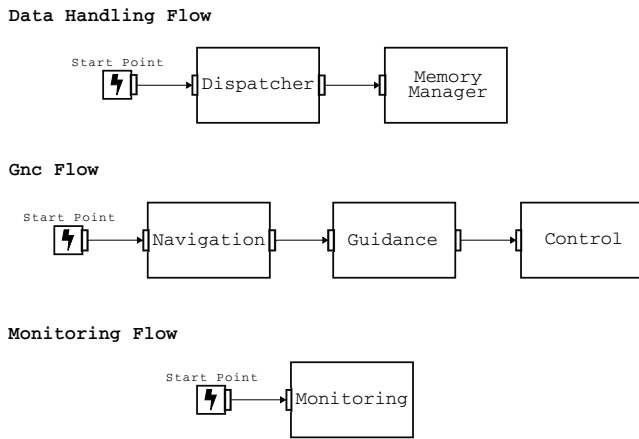 Data Handling Flow
Start Point
Dispatcher
Memory
Manager
Gnc Flow
Start Point
Navigation
Guidance
Control
Monitoring Flow
Start Point
Monitoring